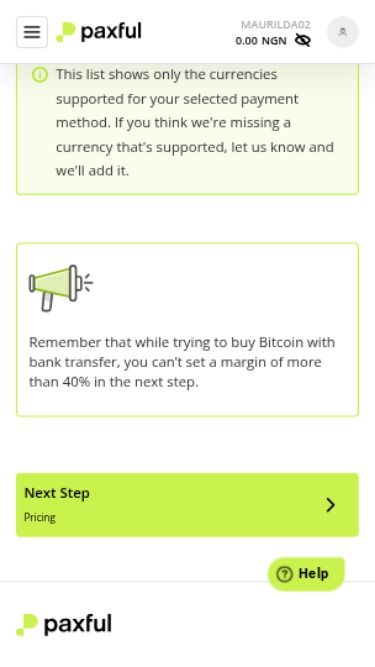 paxful
MAURILDA02
0.00 NGN
This list shows only the currencies
supported for your selected payment
method. If you think we're missing a
currency that's supported, let us know and
we'll add it.
Remember that while trying to buy Bitcoin with
bank transfer, you can't set a margin of more
than 40% in the next step.
Next Step
Pricing
Help
paxful